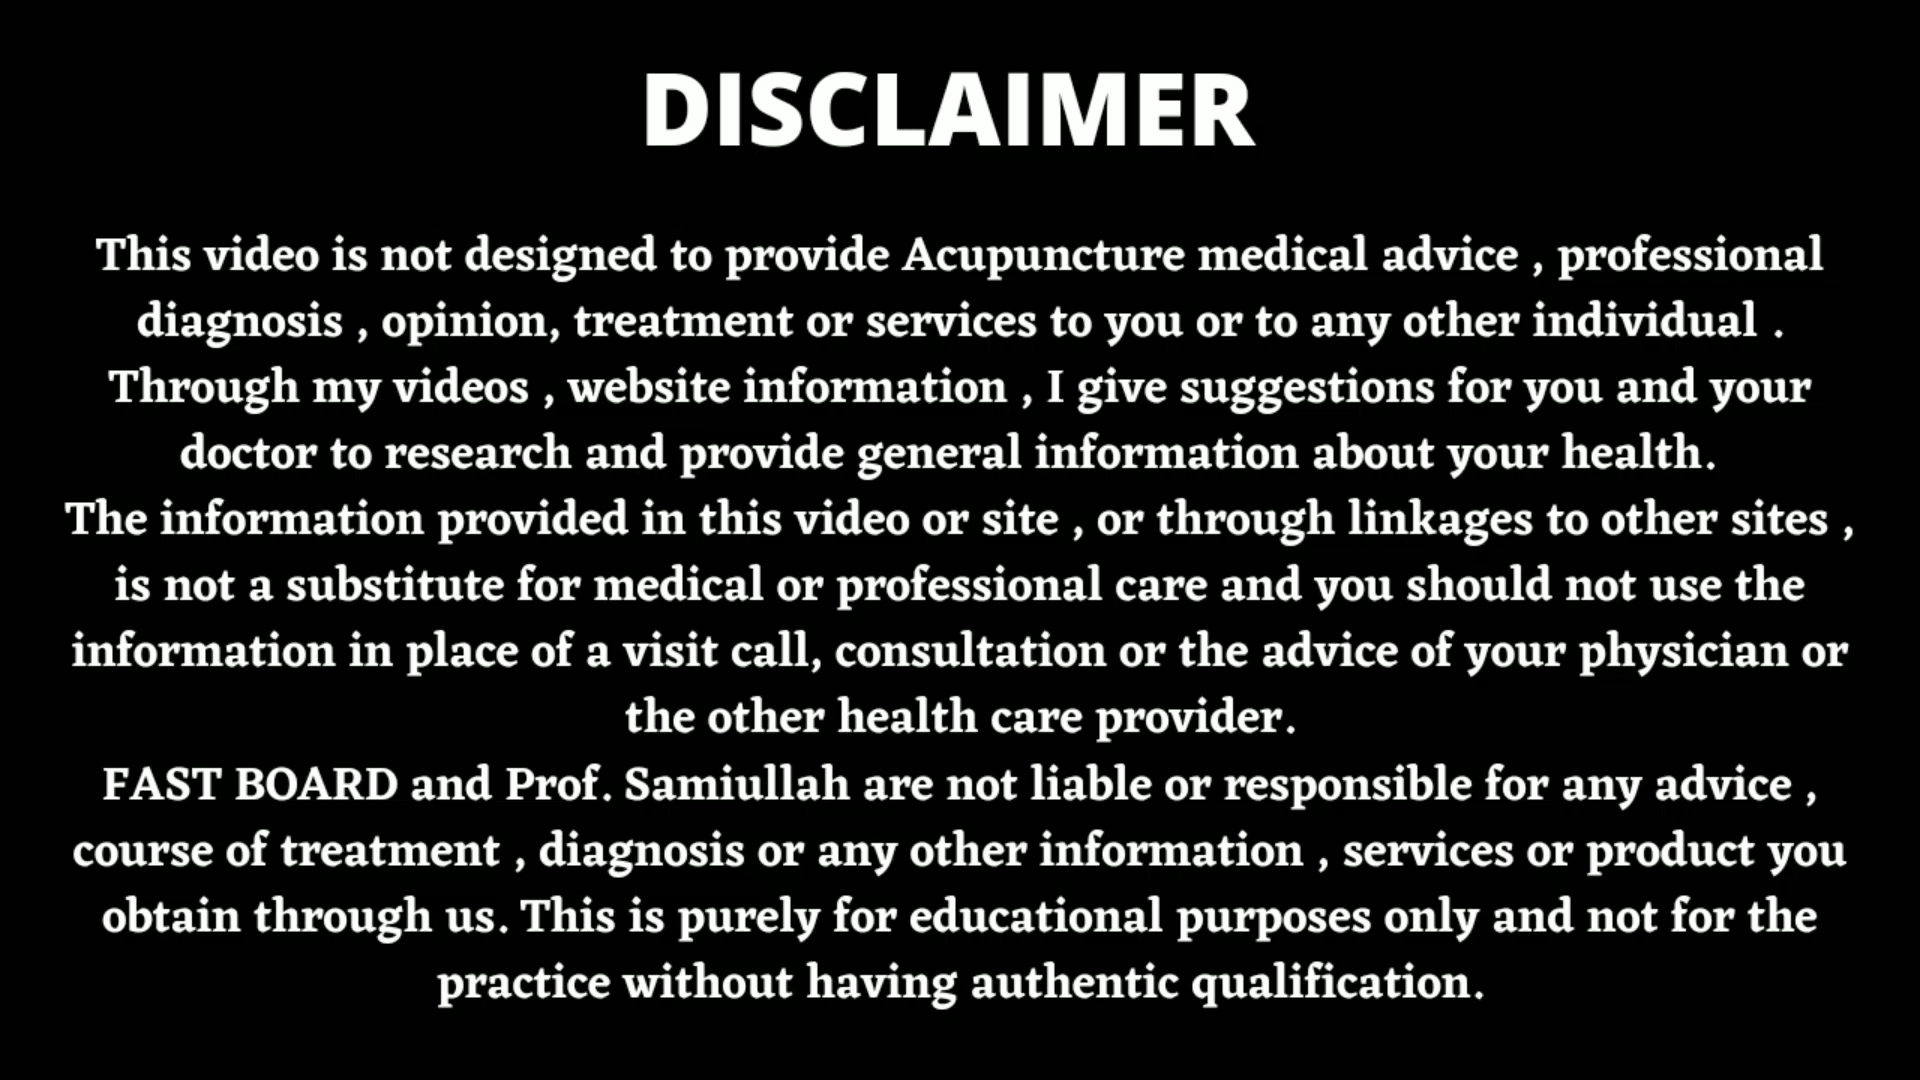 DISCLAIMER
This video is not designed to provide Acupuncture medical advice , professional
diagnosis , opinion, treatment or services to you or to any other individual .
Through my videos , website information , I give suggestions for you and your
doctor to research and provide general information about your health.
The information provided in this video or site , or through linkages to other sites ,
is not a substitute for medical or professional care and you should not use the
information in place of a visit call, consultation or the advice of your physician or
the other health care provider.
FAST BOARD and Prof. Samiullah are not liable or responsible for any advice ,
course of treatment , diagnosis or any other information , services or product you
obtain through us. This is purely for educational purposes only and not for the
practice without having authentic qualification.